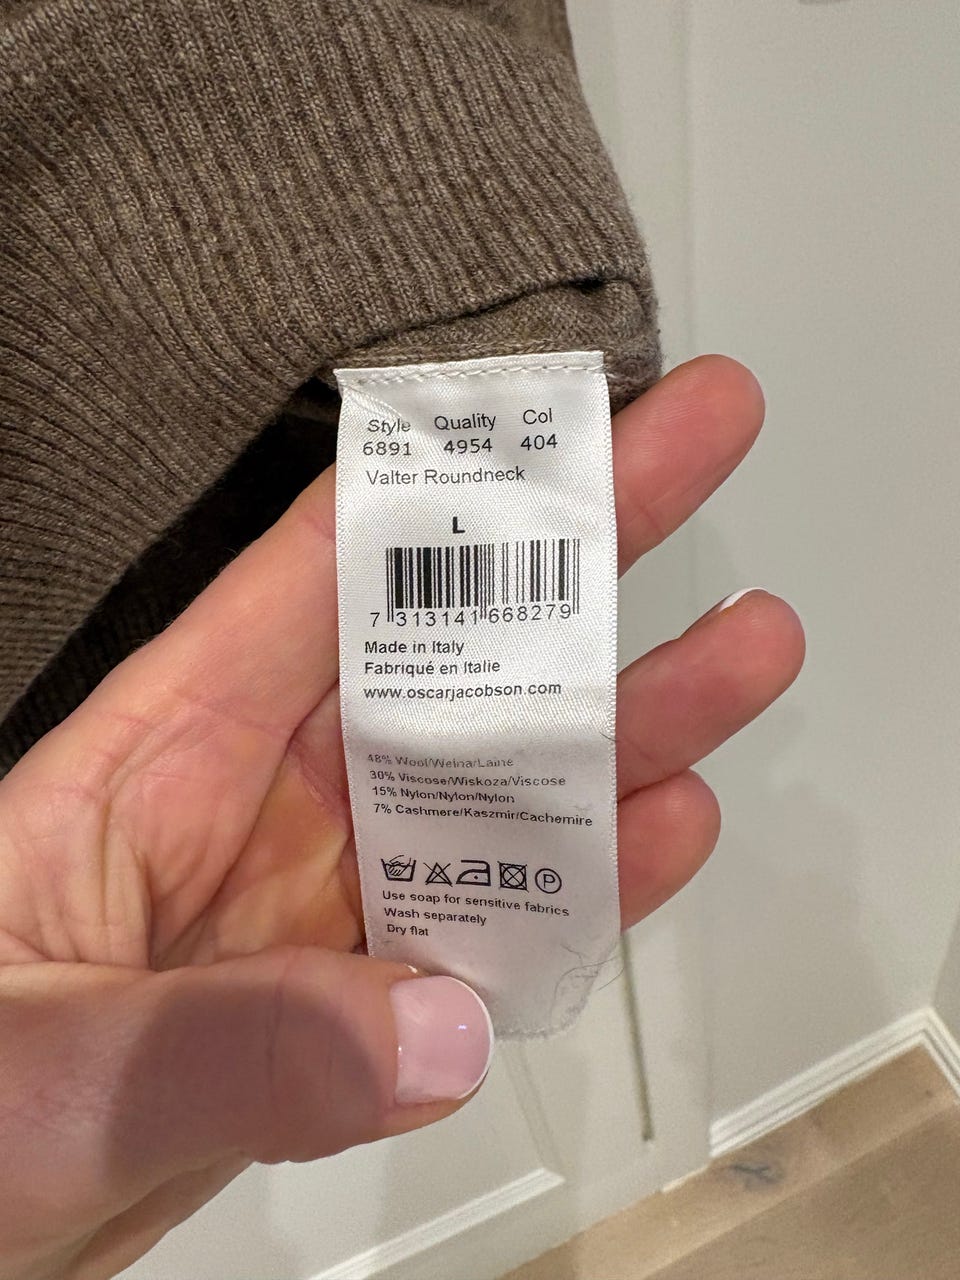 Style Quality Col
6891 4954 404
Valter Roundneck
L
7 313141 668279
Made in Italy
Fabriqué en Italie
www.oscarjacobson.com
48% Wool/Wełna/Laine
30% Viscose/Wiskoza/Viscose
15% Nylon/Nylon/Nylon
7% Cashmere/Kaszmir/Cachemire
P
Use soap for sensitive fabrics
Wash separately
Dry flat